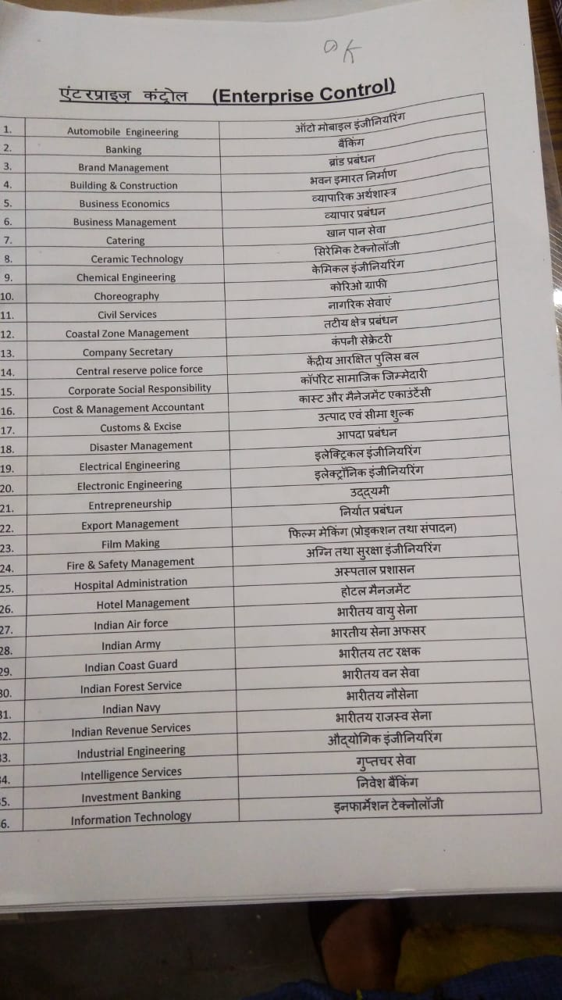 OK
एंटरप्राइज़ कंट्रोल (Enterprise Control)
1. Automobile Engineering ऑटो मोबाइल इंजीनियरिंग
2. Banking बैंकिंग
3. Brand Management ब्रांड प्रबंधन
4. Building & Construction भवन इमारत निर्माण
5. Business Economics व्यापारिक अर्थशास्त्र
6. Business Management व्यापार प्रबंधन
7. Catering खान पान सेवा
8. Ceramic Technology सिरेमिक टेक्नोलॉजी
9. Chemical Engineering केमिकल इंजीनियरिंग
10. Choreography कोरिओ ग्राफी
11. Civil Services नागरिक सेवाएं
12. Coastal Zone Management तटीय क्षेत्र प्रबंधन
13. Company Secretary कंपनी सेक्रेटरी
14. Central reserve police force केंद्रीय आरक्षित पुलिस बल
15. Corporate Social Responsibility कॉर्पोरेट सामाजिक जिम्मेदारी
16. Cost & Management Accountant कास्ट और मैनेजमेंट एकाउंटेंसी
17. Customs & Excise उत्पाद एवं सीमा शुल्क
18. Disaster Management आपदा प्रबंधन
19. Electrical Engineering इलेक्ट्रिकल इंजीनियरिंग
20. Electronic Engineering इलेक्ट्रॉनिक इंजीनियरिंग
21. Entrepreneurship उद्द्यमी
22. Export Management निर्यात प्रबंधन
23. Film Making फिल्म मेकिंग (प्रोड्कशन तथा संपादन)
24. Fire & Safety Management अग्नि तथा सुरक्षा इंजीनियरिंग
25. Hospital Administration अस्पताल प्रशासन
26. Hotel Management होटल मैनजमेंट
27. Indian Air force भारीतय वायु सेना
28. Indian Army भारतीय सेना अफसर
29. Indian Coast Guard भारीतय तट रक्षक
30. Indian Forest Service भारीतय वन सेवा
31. Indian Navy भारीतय नौसेना
32. Indian Revenue Services भारीतय राजस्व सेना
33. Industrial Engineering औद्योगिक इंजीनियरिंग
34. Intelligence Services गुप्तचर सेवा
5. Investment Banking निवेश बैंकिंग
6. Information Technology इनफार्मेशन टेक्नोलॉजी